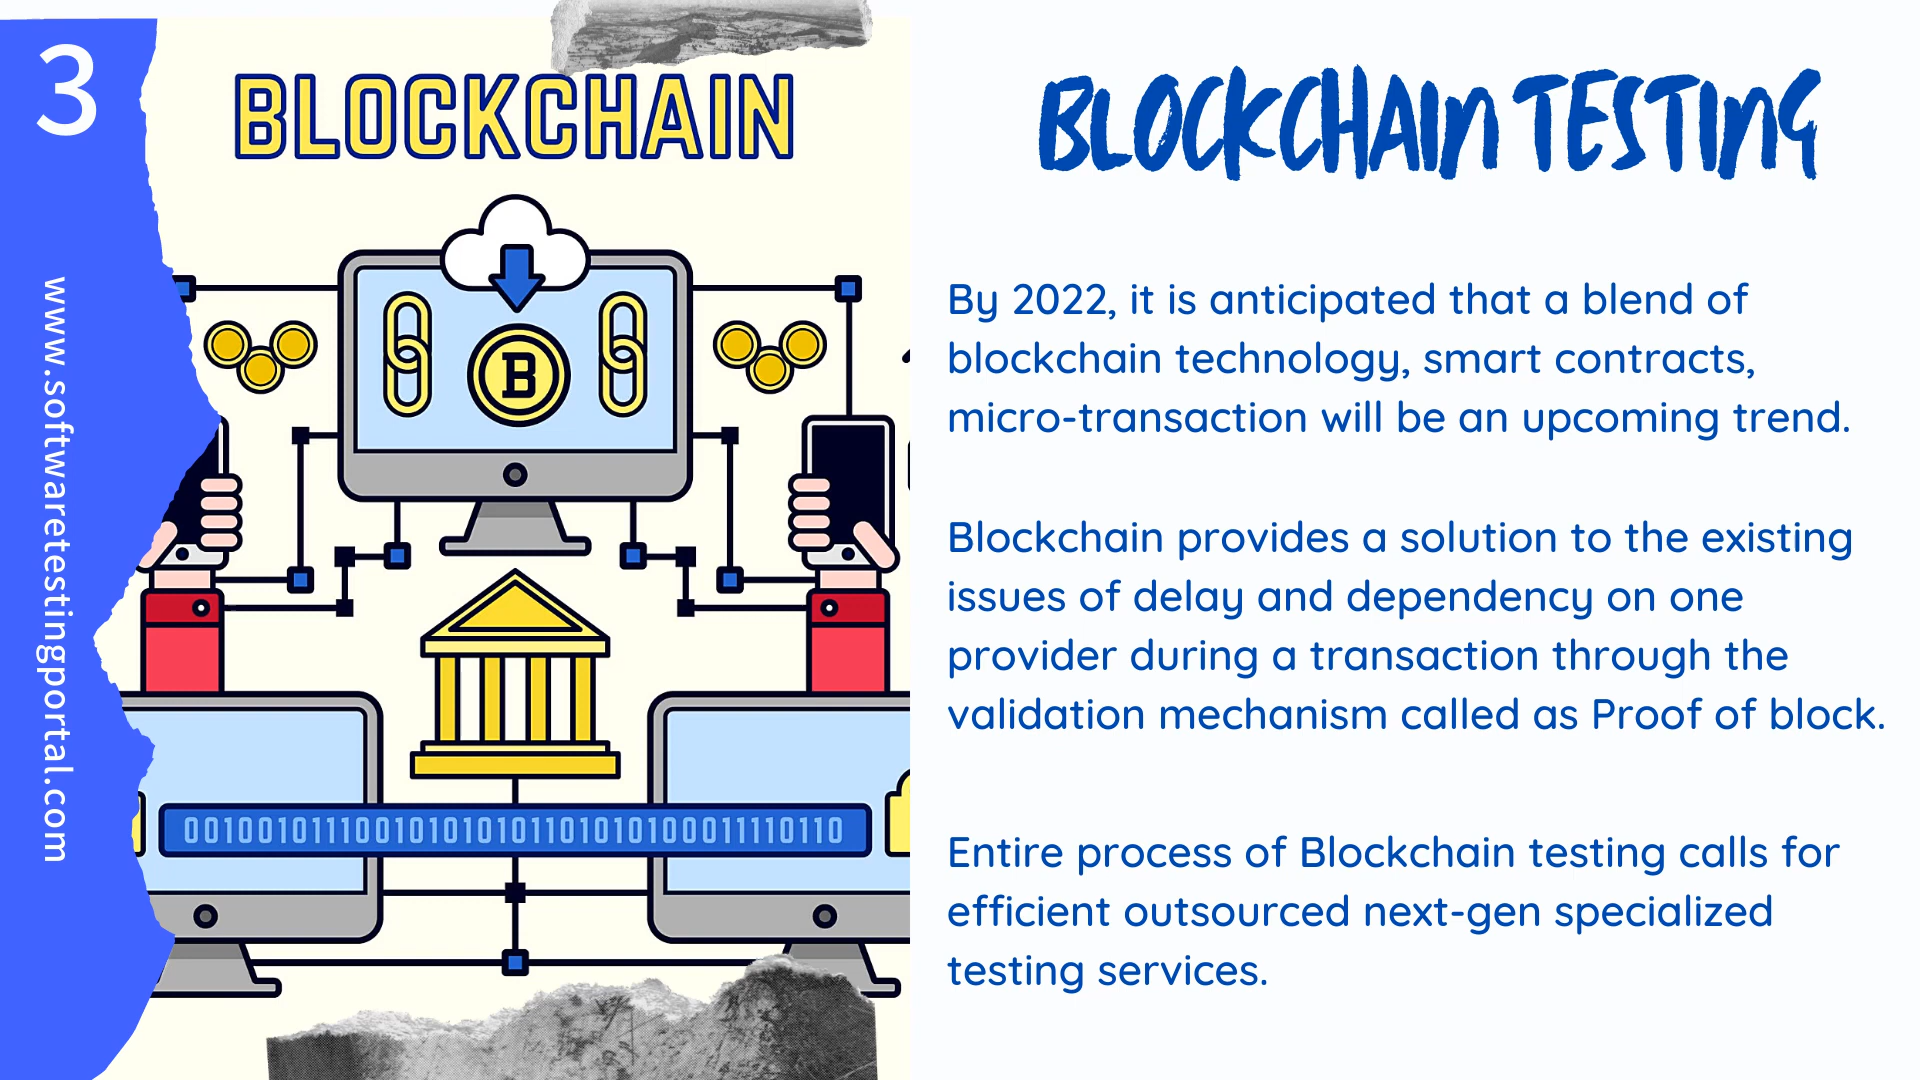 3
www.softwaretestingportal.com
BLOCKCHAIN
B
001001011100101010101101010100011110110
BLOCKCHAIN TESTING
By 2022, it is anticipated that a blend of
blockchain technology, smart contracts,
micro-transaction will be an upcoming trend.
Blockchain provides a solution to the existing
issues of delay and dependency on one
provider during a transaction through the
validation mechanism called as Proof of block.
Entire process of Blockchain testing calls for
efficient outsourced next-gen specialized
testing services.